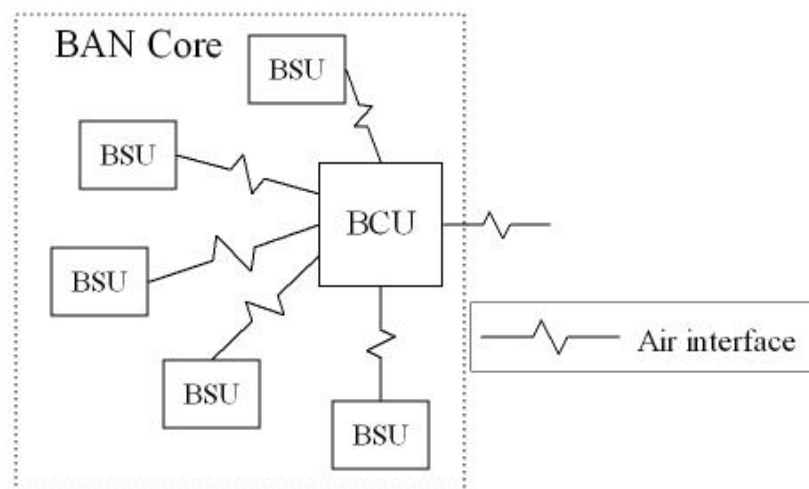 BAN Core
BSU
BSU
BCU
BSU
BSU
BSU
Air interface